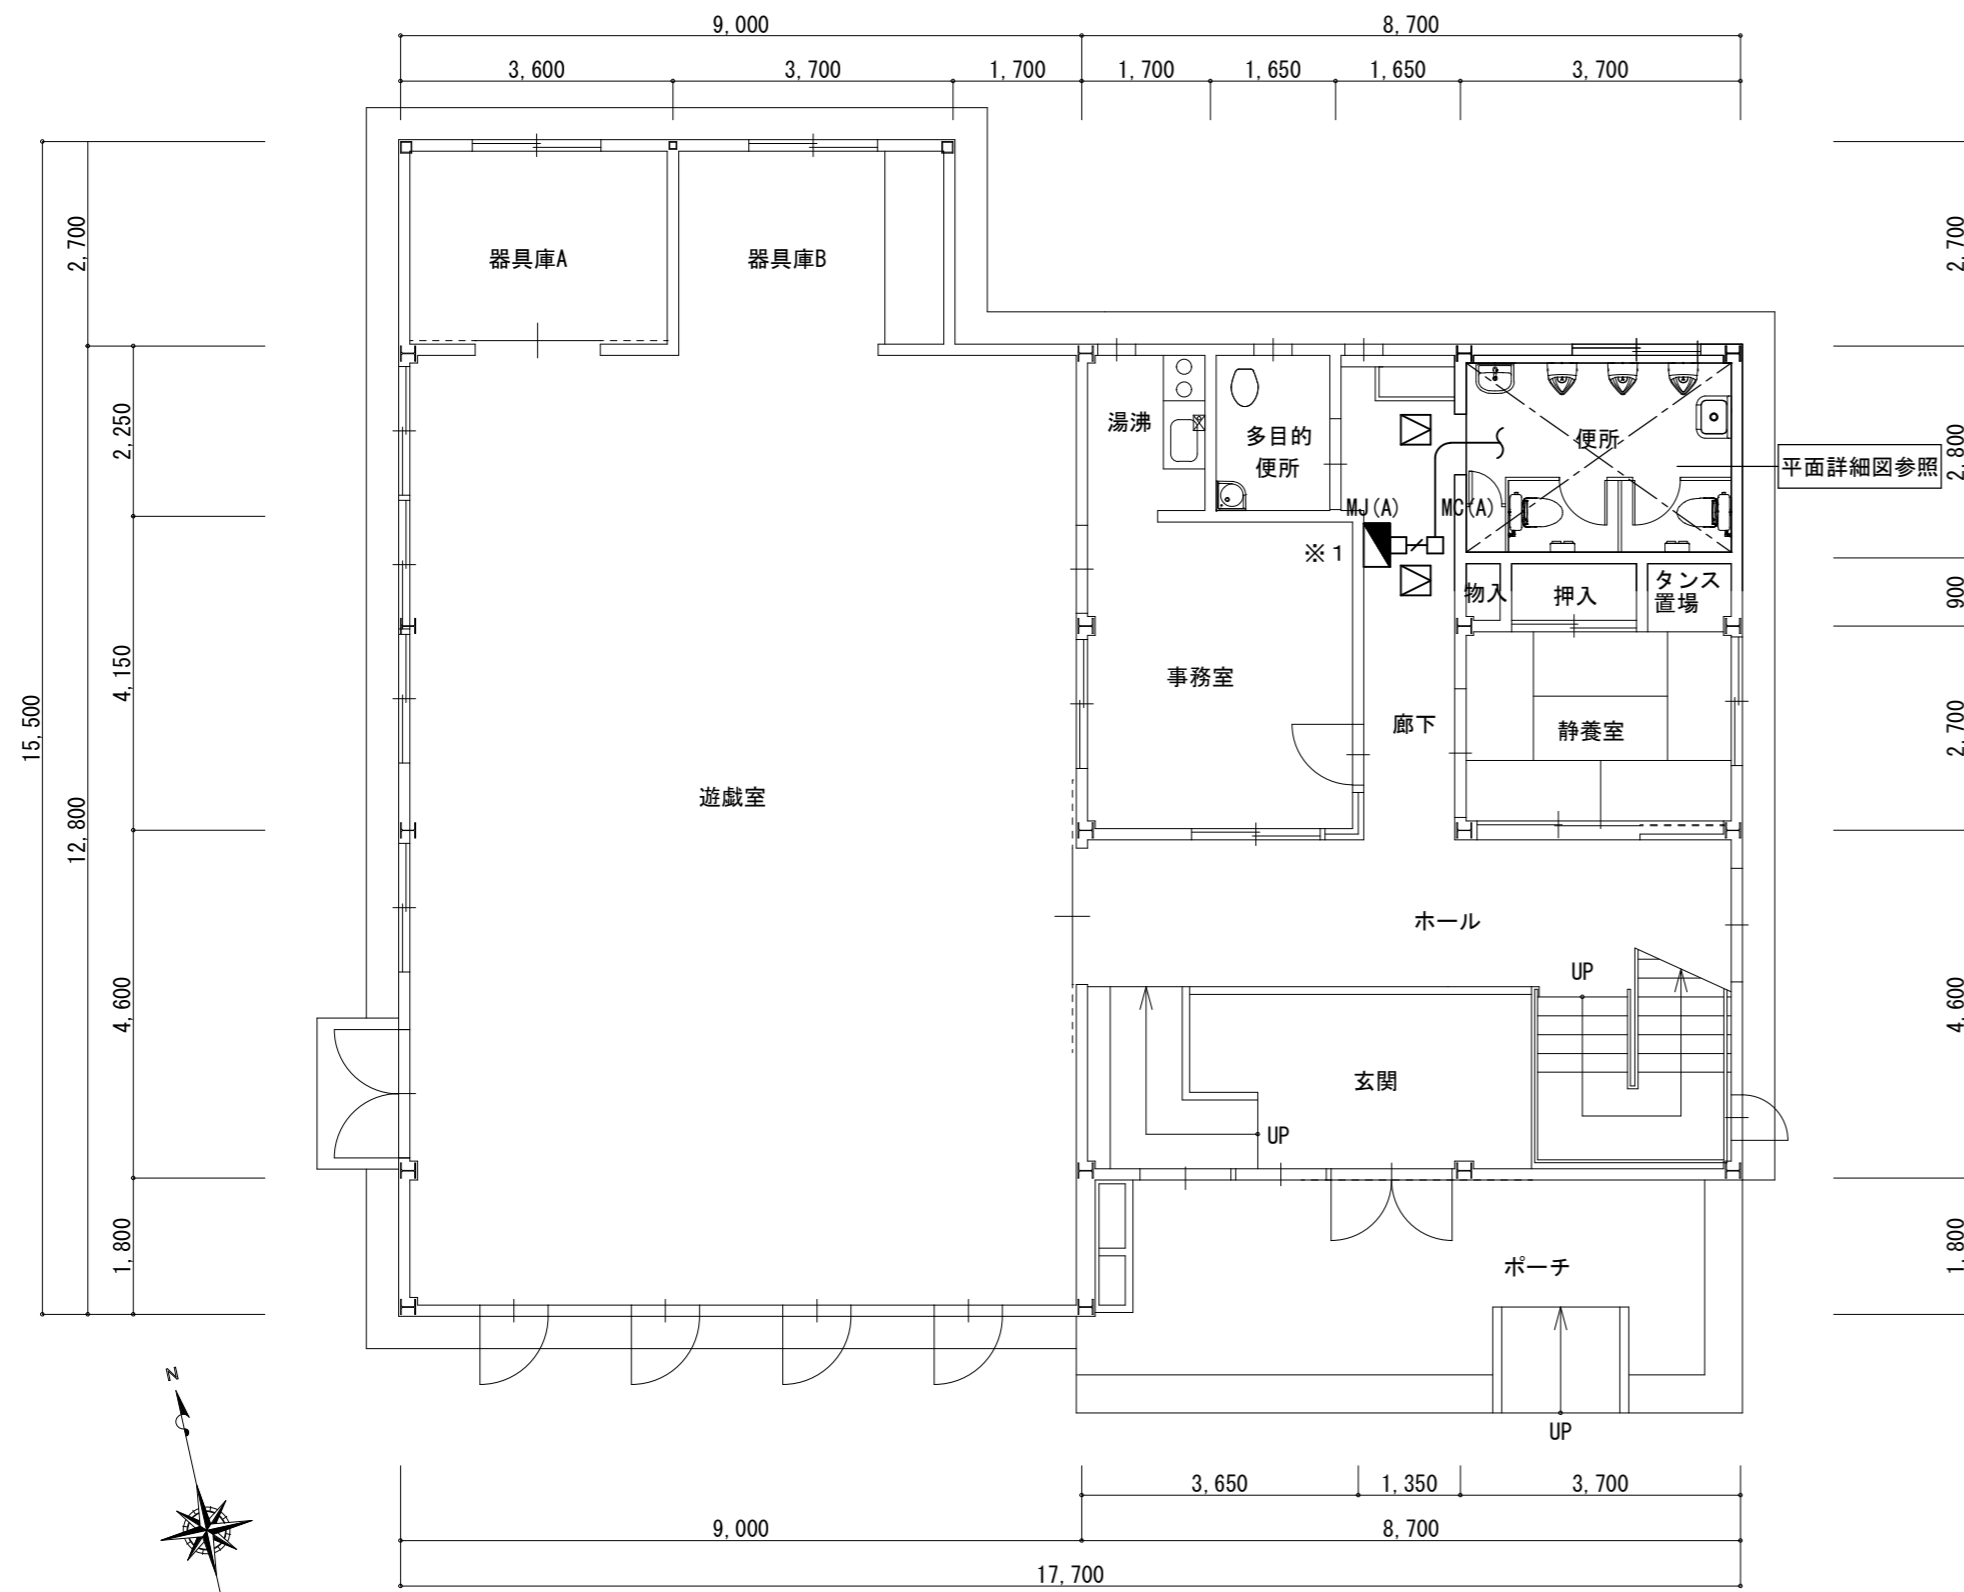 9,000
8,700
3,600
3,700
1,700
1,700
1,650
1,650
3,700
2,700
2,700
器具庫A
器具庫B
2,250
湯沸
多目的
便所
便所
平面詳細図参照
2,800
MJ(A)
MC(A)
※1
物入
押入
タンス
置場
900
4,150
事務室
15,500
廊下
静養室
2,700
遊戯室
12,800
ホール
UP
4,600
4,600
玄関
UP
1,800
1,800
ポーチ
UP
N
3,650
1,350
3,700
9,000
8,700
17,700